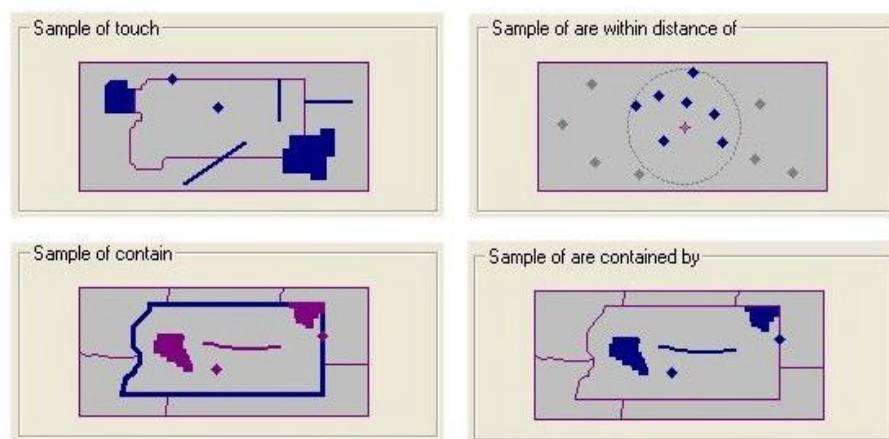 Sample of touch
Sample of are within distance of
Sample of contain
Sample of are contained by